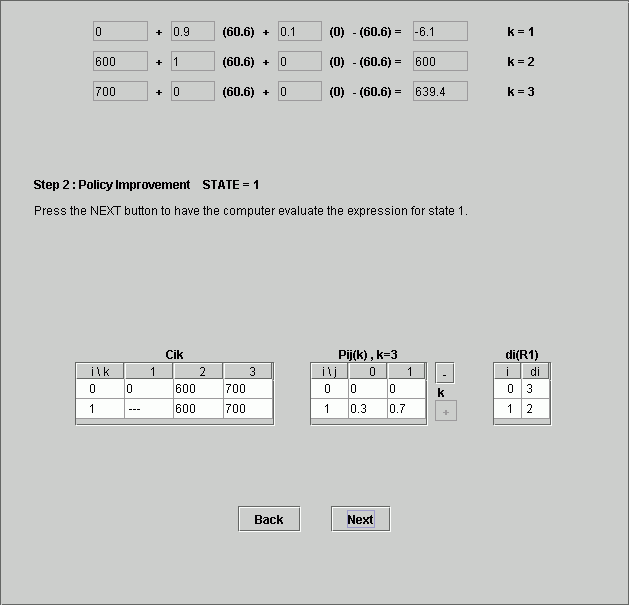 0 + 0.9 (60.6) + 0.1 (0) - (60.6) = -6.1 k = 1
600 + 1 (60.6) + 0 (0) - (60.6) = 600 k = 2
700 + 0 (60.6) + 0 (0) - (60.6) = 639.4 k = 3
Step 2 : Policy Improvement STATE = 1
Press the NEXT button to have the computer evaluate the expression for state 1.
Cik Pij(k) , k=3 di(R1)
i \ k 1 2 3 i \ j 0 1 - i di
0 0 600 700 0 0 0 k 0 3
1 --- 600 700 1 0.3 0.7 + 1 2
Back Next